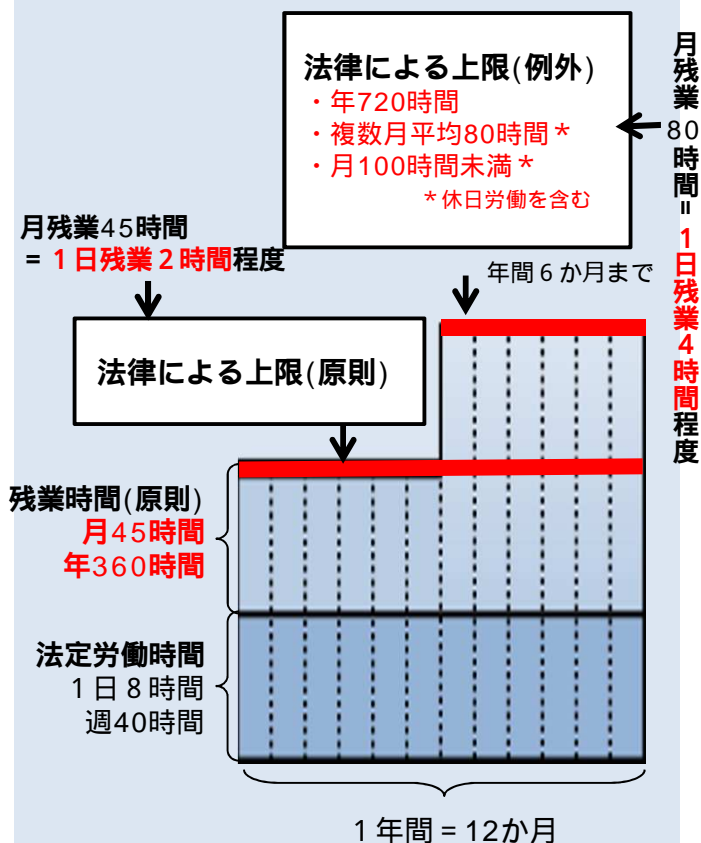 法律による上限(例外)
・年720時間
・複数月平均80時間*
・月100時間未満*
*休日労働を含む
月残業80時間=1日残業4時間程度
月残業45時間
=1日残業2時間程度
年間6か月まで
法律による上限(原則)
残業時間(原則)
月45時間
年360時間
法定労働時間
1日8時間
週40時間
1年間=12か月